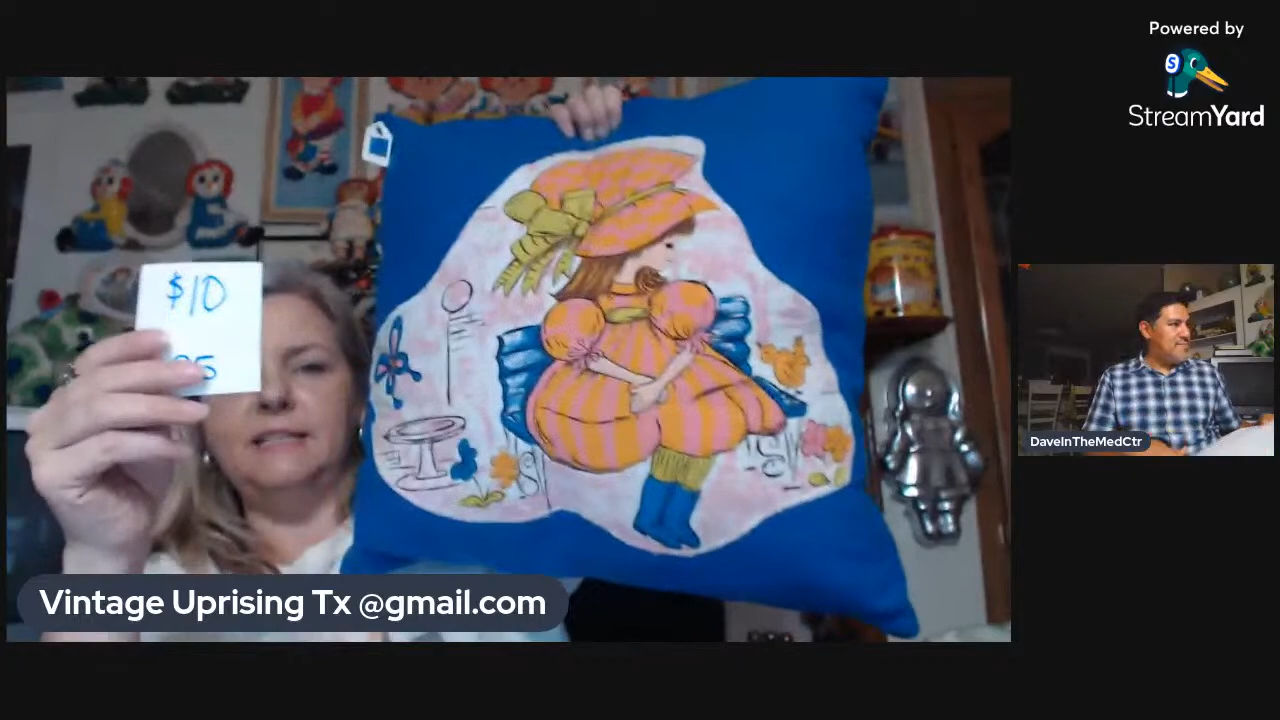 Powered by
StreamYard
$10
Vintage Uprising Tx @gmail.com
DaveInTheMedCtr